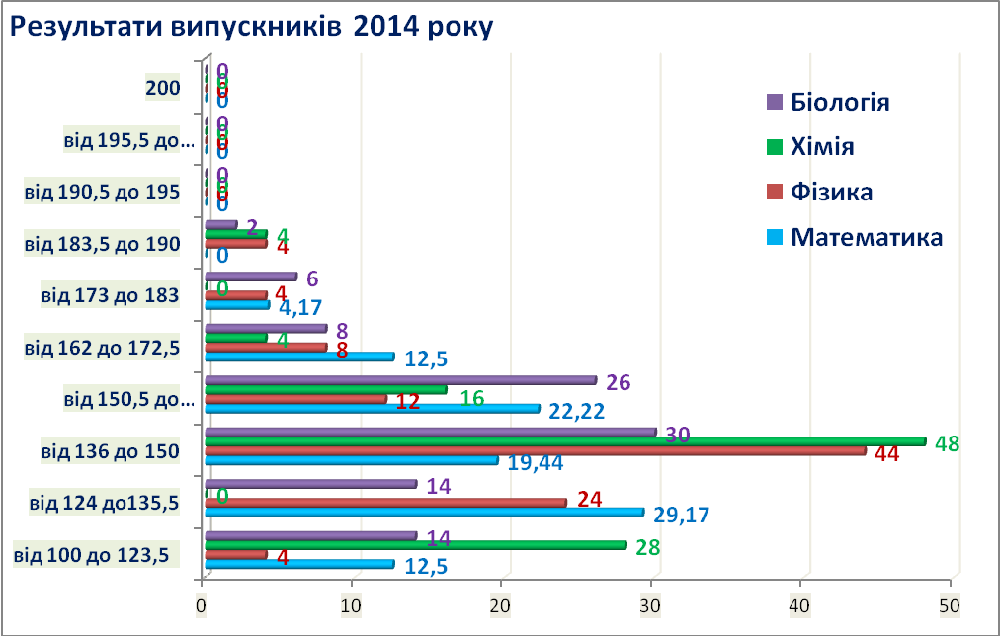 Результати випускників 2014 року
200
0
0
0
0
від 195,5 до...
0
0
0
0
від 190,5 до 195
0
0
0
0
від 183,5 до 190
2
4
4
0
від 173 до 183
6
0
4
4,17
від 162 до 172,5
8
4
8
12,5
від 150,5 до...
26
16
12
22,22
від 136 до 150
30
48
44
19,44
від 124 до135,5
14
0
24
29,17
від 100 до 123,5
14
28
4
12,5
0 10 20 30 40 50
Біологія
Хімія
Фізика
Математика